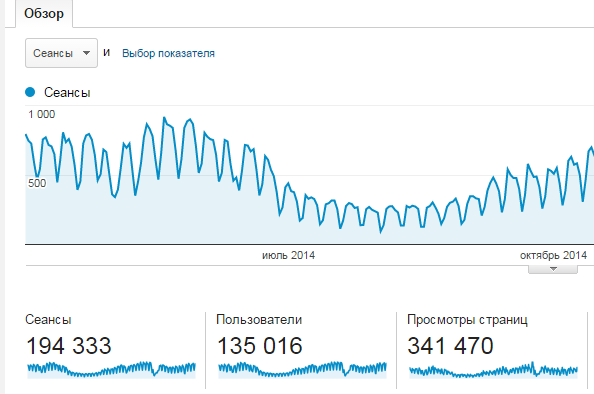 Обзор
Сеансы и Выбор показателя
Сеансы
1 000
500
июль 2014 октябрь 2014
Сеансы Пользователи Просмотры страниц
194 333 135 016 341 470